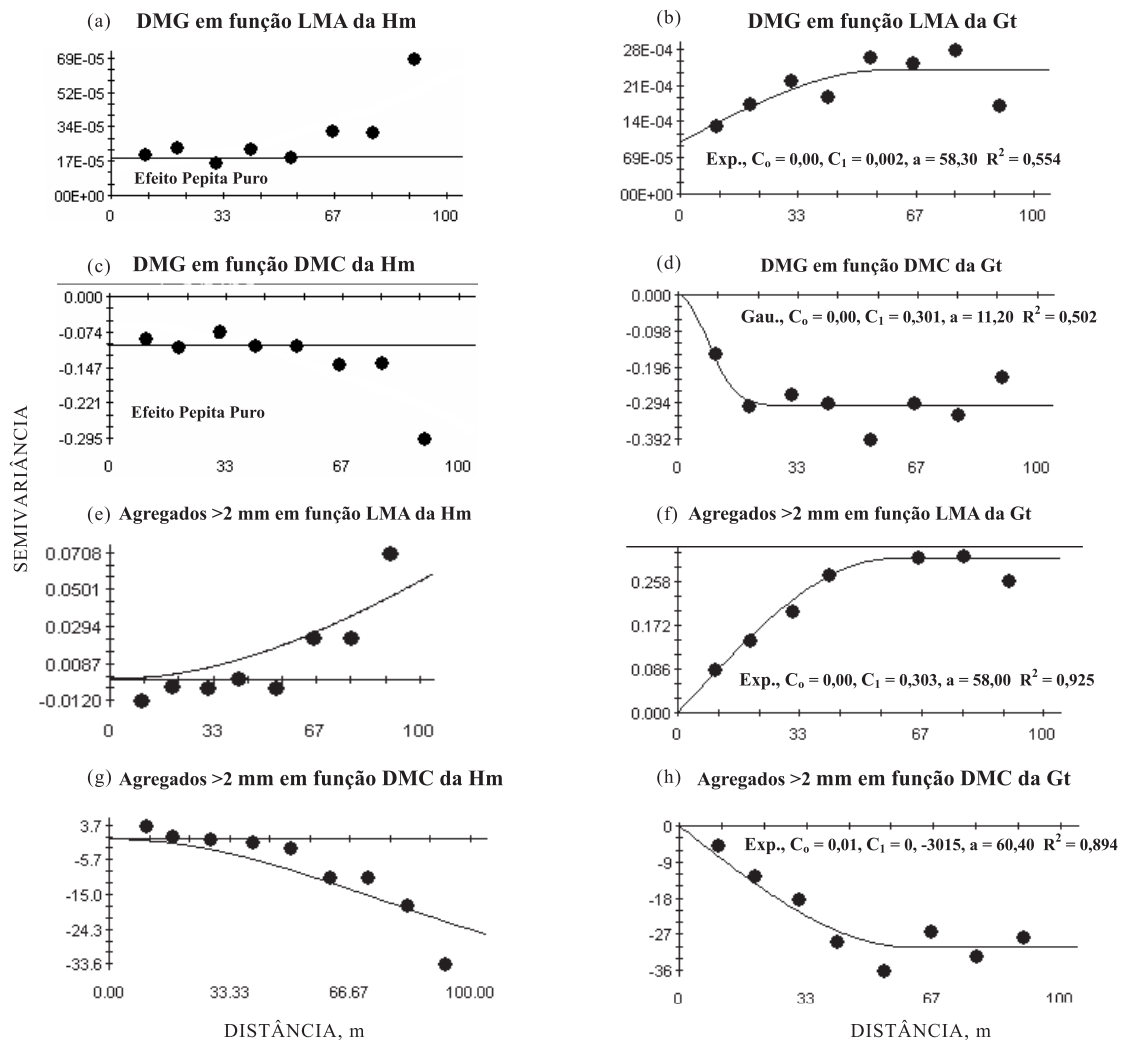 (a) DMG em função LMA da Hm
69E-05
52E-05
34E-05
17E-05
00E+00
Efeito Pepita Puro
0 33 67 100
(b) DMG em função LMA da Gt
28E-04
21E-04
14E-04
69E-05
00E+00
Exp., Co = 0,00, C1 = 0,002, a = 58,30 R² = 0,554
0 33 67 100
(c) DMG em função DMC da Hm
0.000
-0.074
-0.147
-0.221
-0.295
Efeito Pepita Puro
0 33 67 100
(d) DMG em função DMC da Gt
0.000
-0.098
-0.196
-0.294
-0.392
Gau., Co = 0,00, C1 = 0,301, a = 11,20 R² = 0,502
0 33 67 100
SEMIVARIÂNCIA
(e) Agregados >2 mm em função LMA da Hm
0.0708
0.0501
0.0294
0.0087
-0.0120
0 33 67 100
(f) Agregados >2 mm em função LMA da Gt
0.258
0.172
0.086
0.000
Exp., Co = 0,00, C1 = 0,303, a = 58,00 R² = 0,925
0 33 67 100
(g) Agregados >2 mm em função DMC da Hm
3.7
-5.7
-15.0
-24.3
-33.6
0.00 33.33 66.67 100.00
DISTÂNCIA, m
(h) Agregados >2 mm em função DMC da Gt
0
-9
-18
-27
-36
Exp., Co = 0,01, C1 = 0, -3015, a = 60,40 R² = 0,894
0 33 67 100
DISTÂNCIA, m